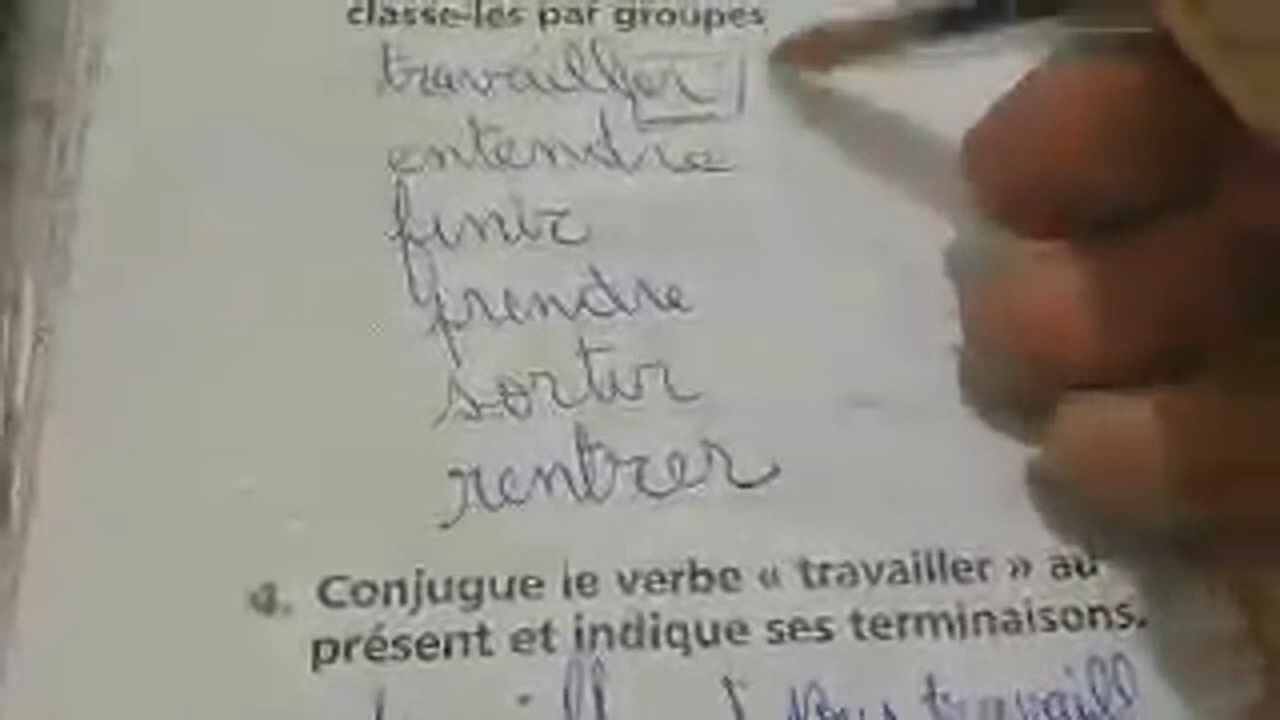 classe-les par groupes
travailler
entendre
finir
prendre
sortir
rentrer
4. Conjugue le verbe « travailler » au
présent et indique ses terminaisons.